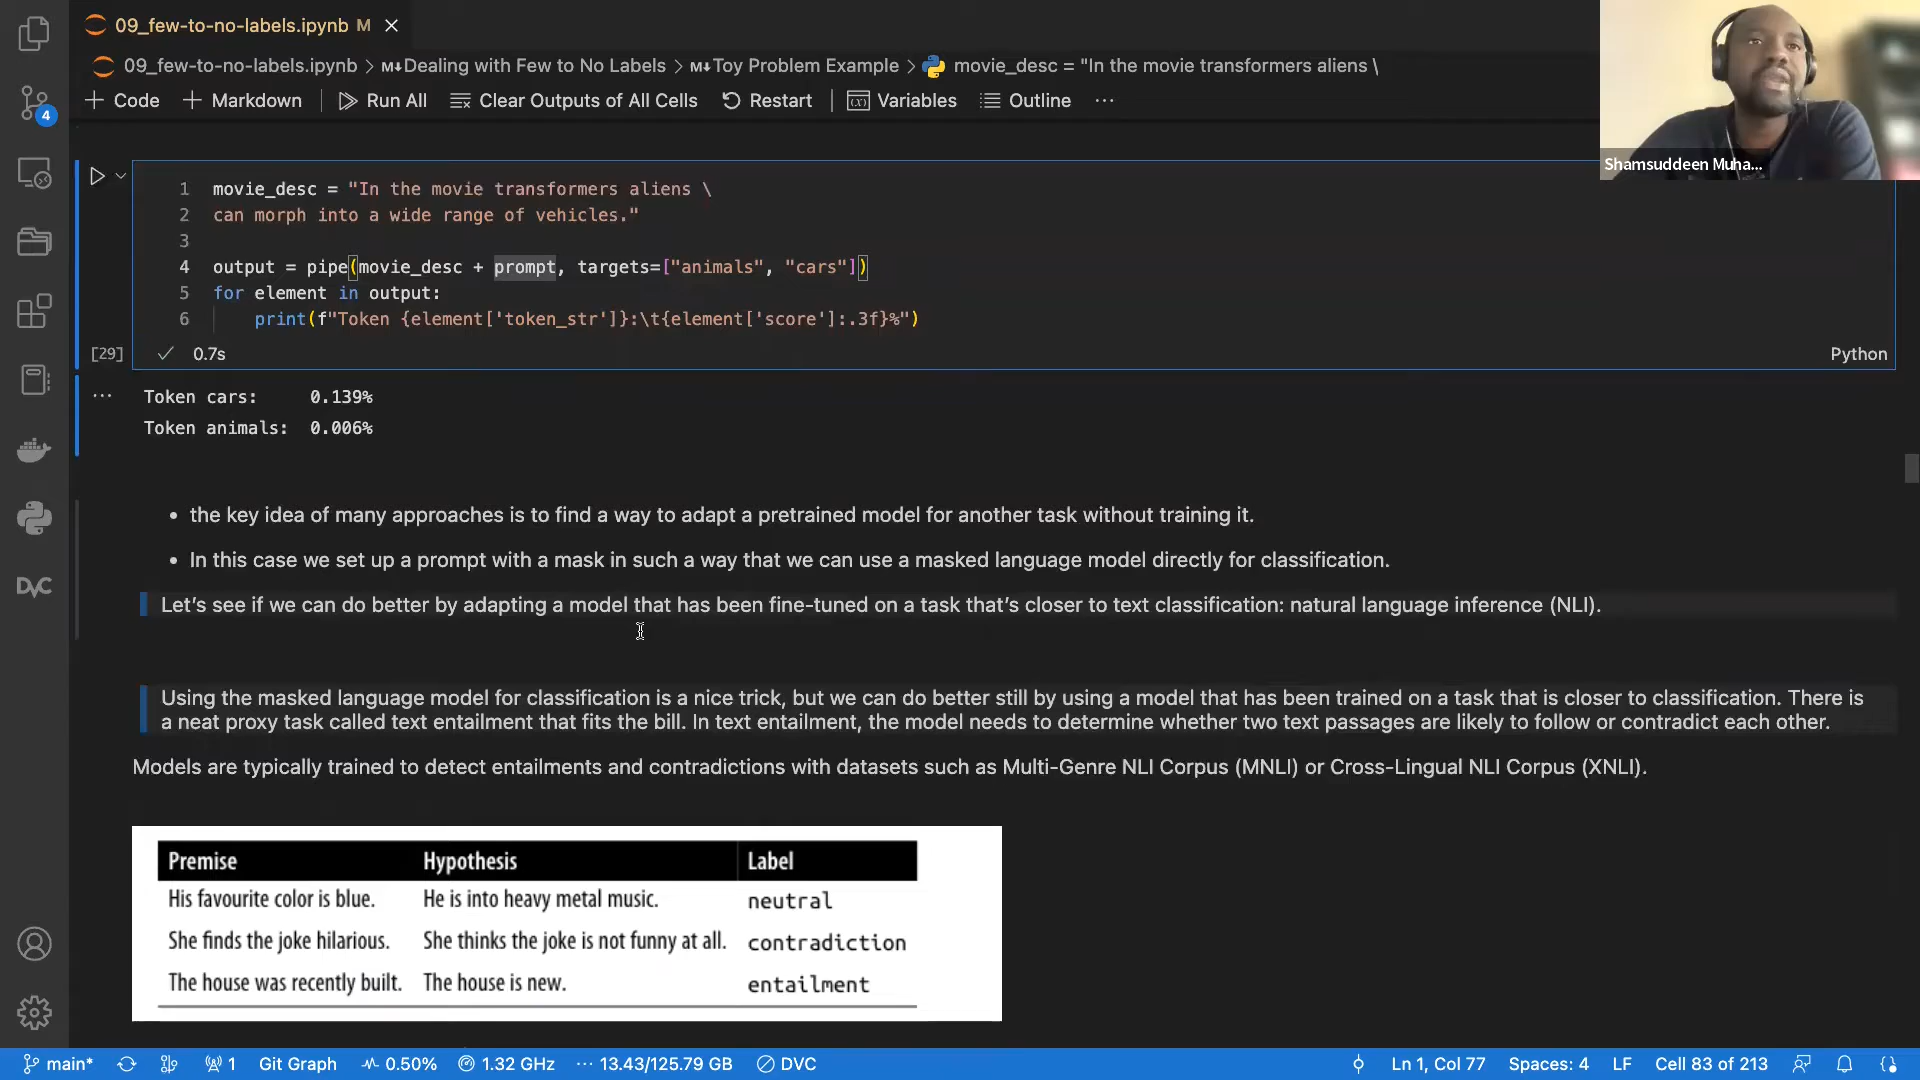 09_few-to-no-labels.ipynb M
09_few-to-no-labels.ipynb > M↓Dealing with Few to No Labels > M↓Toy Problem Example > movie_desc = "In the movie transformers aliens \
+ Code + Markdown Run All Clear Outputs of All Cells Restart Variables Outline ...
Shamsuddeen Muha...
4
1 movie_desc = "In the movie transformers aliens \
2 can morph into a wide range of vehicles."
3
4 output = pipe(movie_desc + prompt, targets=["animals", "cars"])
5 for element in output:
6 print(f"Token {element['token_str']}:\t{element['score']:.3f}%")
[29] 0.7s Python
... Token cars: 0.139%
Token animals: 0.006%
• the key idea of many approaches is to find a way to adapt a pretrained model for another task without training it.
• In this case we set up a prompt with a mask in such a way that we can use a masked language model directly for classification.
DVC
Let's see if we can do better by adapting a model that has been fine-tuned on a task that's closer to text classification: natural language inference (NLI).
Using the masked language model for classification is a nice trick, but we can do better still by using a model that has been trained on a task that is closer to classification. There is
a neat proxy task called text entailment that fits the bill. In text entailment, the model needs to determine whether two text passages are likely to follow or contradict each other.
Models are typically trained to detect entailments and contradictions with datasets such as Multi-Genre NLI Corpus (MNLI) or Cross-Lingual NLI Corpus (XNLI).
Premise Hypothesis Label
His favourite color is blue. He is into heavy metal music. neutral
She finds the joke hilarious. She thinks the joke is not funny at all. contradiction
The house was recently built. The house is new. entailment
main* 1 Git Graph 0.50% 1.32 GHz ... 13.43/125.79 GB DVC Ln 1, Col 77 Spaces: 4 LF Cell 83 of 213